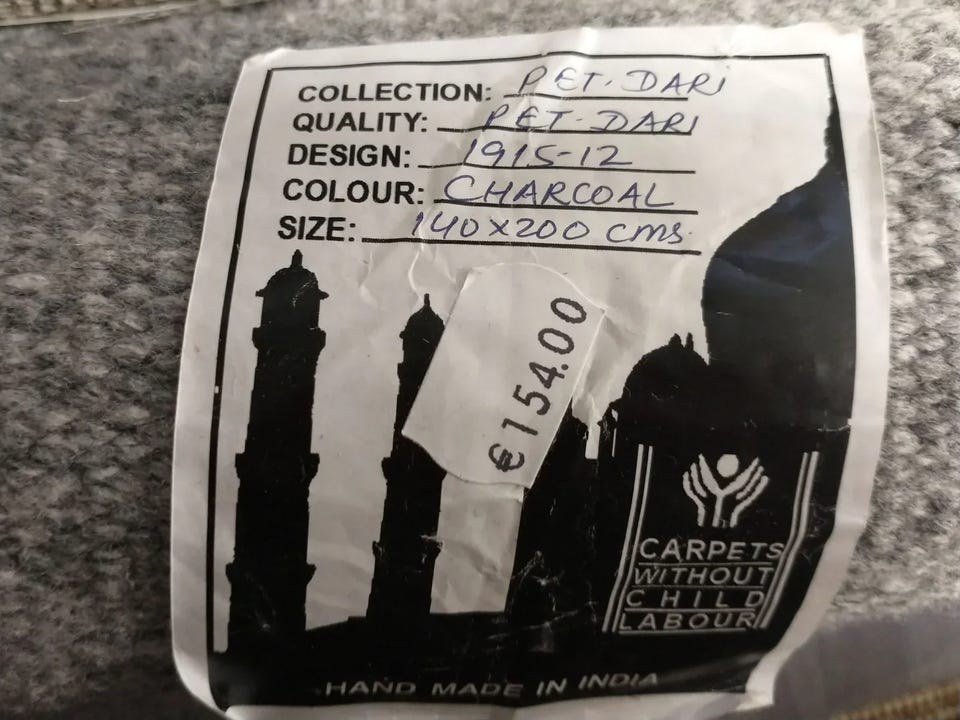 COLLECTION: PET. DARI
QUALITY: PET-DARI
DESIGN: 1915-12
COLOUR: CHARCOAL
SIZE: 140x200 cms.
€154.00
CARPETS
WITHOUT
CHILD
LABOUR
HAND MADE IN INDIA